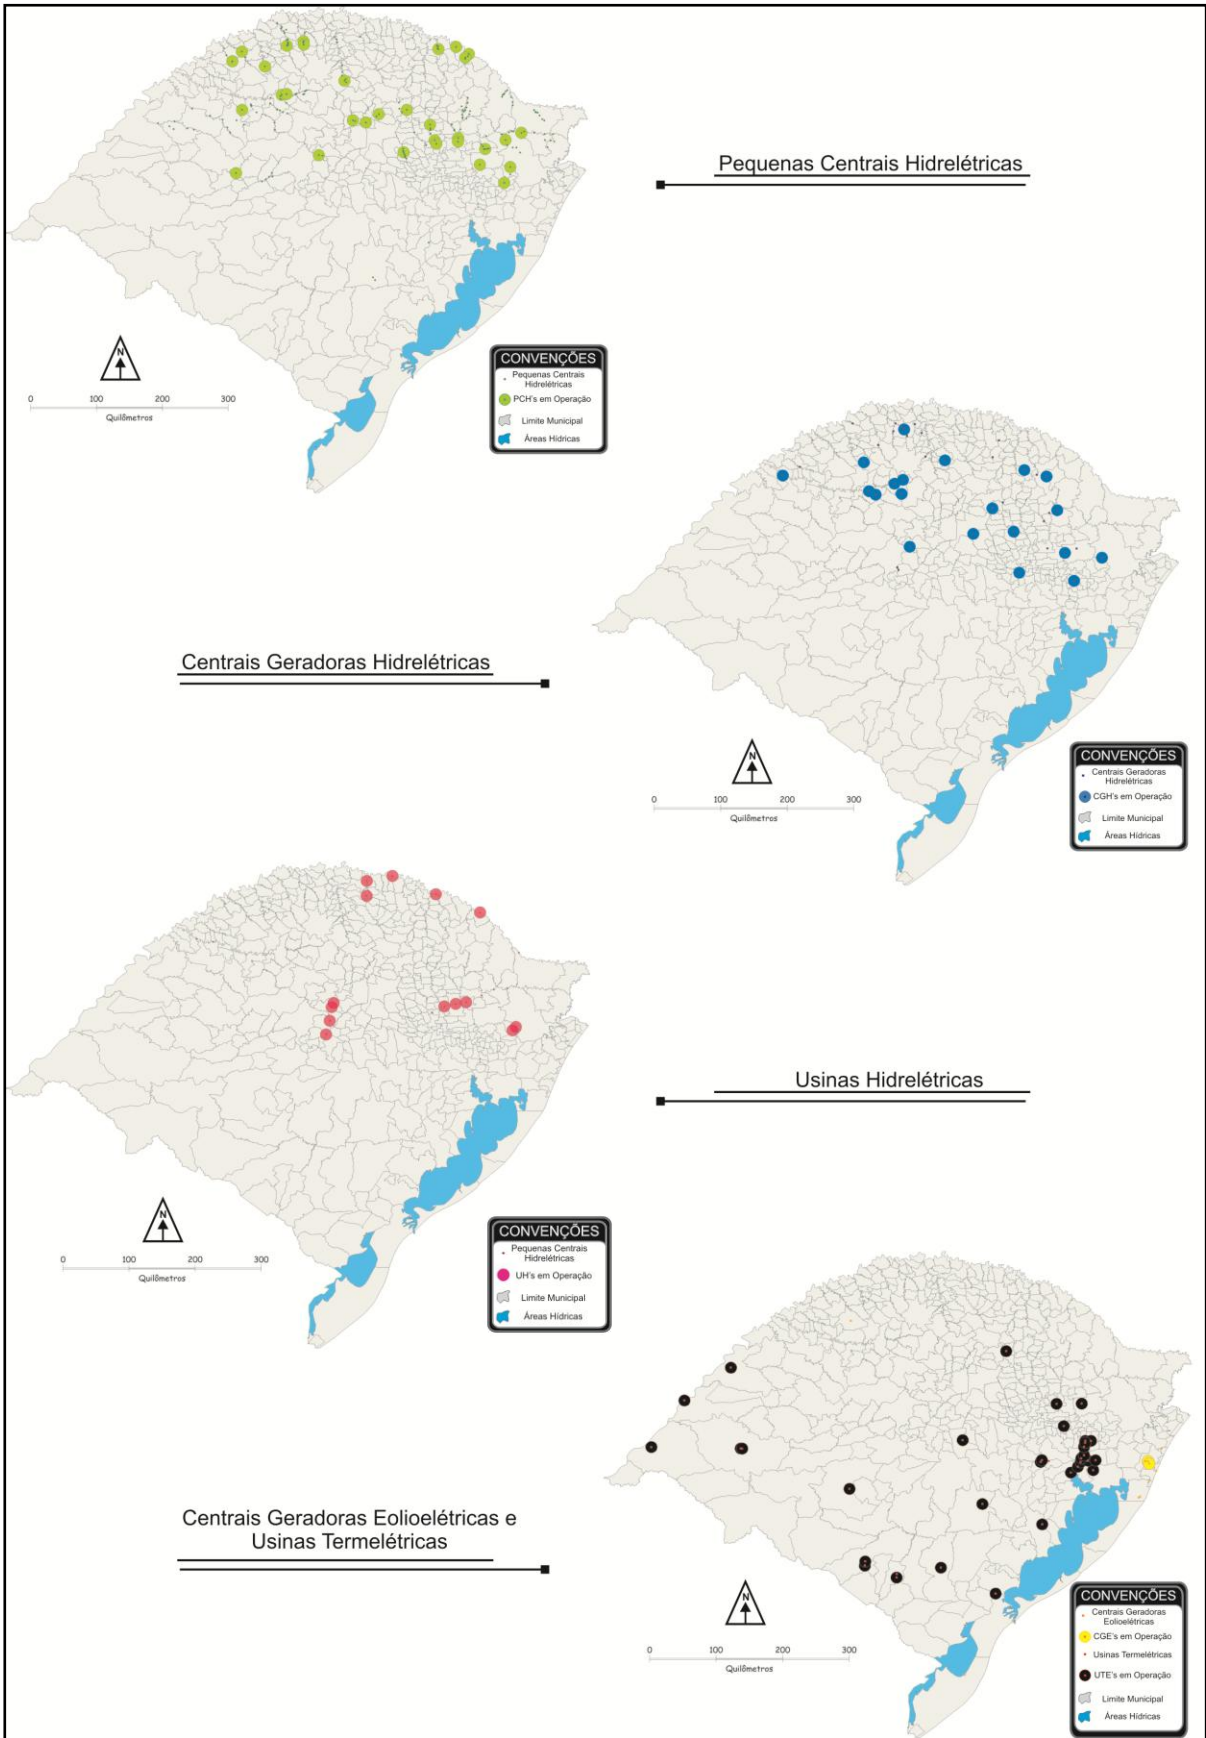 Pequenas Centrais Hidrelétricas
N
0 100 200 300
Quilômetros
CONVENÇÕES
Pequenas Centrais
Hidrelétricas
PCH's em Operação
Limite Municipal
Áreas Hídricas
Centrais Geradoras Hidrelétricas
N
0 100 200 300
Quilômetros
CONVENÇÕES
Centrais Geradoras
Hidrelétricas
CGH's em Operação
Limite Municipal
Áreas Hídricas
Usinas Hidrelétricas
N
0 100 200 300
Quilômetros
CONVENÇÕES
Pequenas Centrais
Hidrelétricas
UH's em Operação
Limite Municipal
Áreas Hídricas
Centrais Geradoras Eolioelétricas e
Usinas Termelétricas
N
0 100 200 300
Quilômetros
CONVENÇÕES
Centrais Geradoras
Eolioelétricas
CGE's em Operação
Usinas Termelétricas
UTE's em Operação
Limite Municipal
Áreas Hídricas